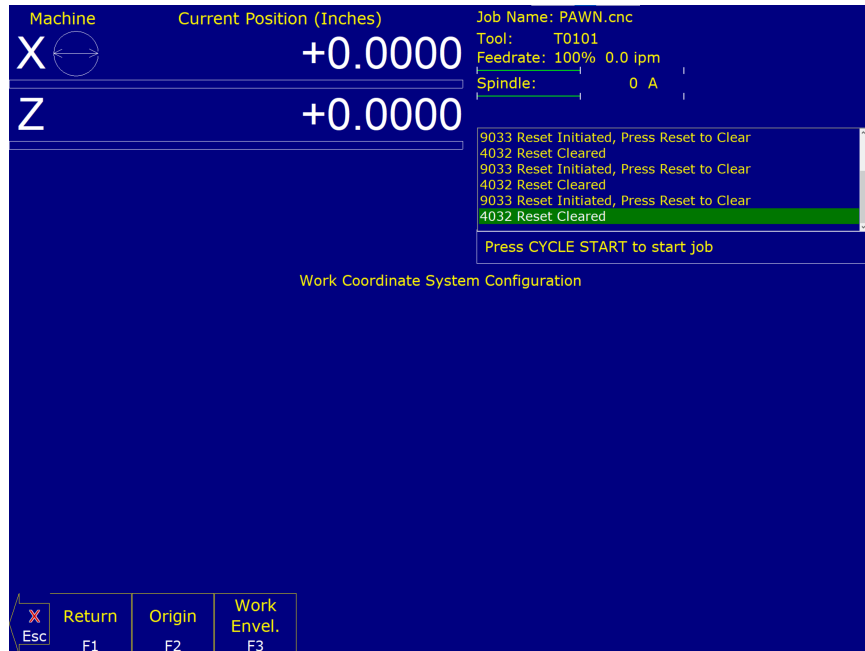 Machine
Current Position (Inches)
X
+0.0000
Z
+0.0000
Job Name: PAWN.cnc
Tool: T0101
Feedrate: 100% 0.0 ipm
Spindle: 0 A
9033 Reset Initiated, Press Reset to Clear
4032 Reset Cleared
9033 Reset Initiated, Press Reset to Clear
4032 Reset Cleared
9033 Reset Initiated, Press Reset to Clear
4032 Reset Cleared
Press CYCLE START to start job
Work Coordinate System Configuration
X
Esc
Return
F1
Origin
F2
Work
Envel.
F3